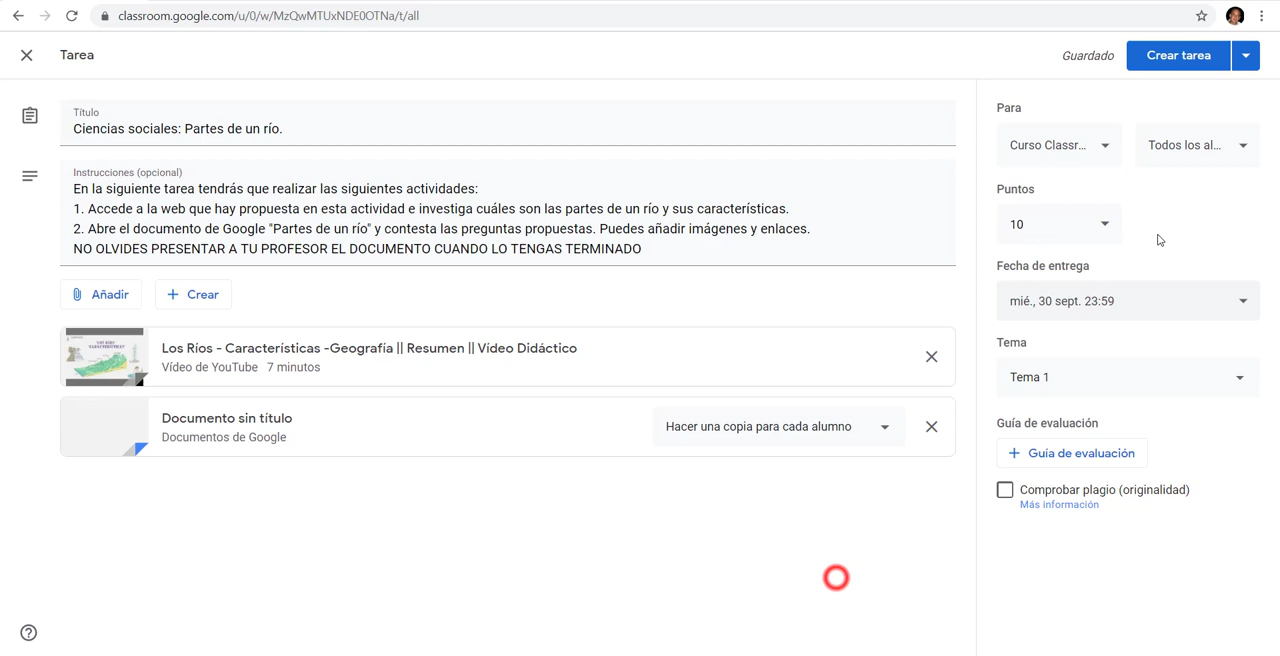 classroom.google.com/u/0/w/MzQwMTUxNDE0OTNa/t/all
Tarea
Guardado
Crear tarea
Título
Ciencias sociales: Partes de un río.
Instrucciones (opcional)
En la siguiente tarea tendrás que realizar las siguientes actividades:
1. Accede a la web que hay propuesta en esta actividad e investiga cuáles son las partes de un río y sus características.
2. Abre el documento de Google "Partes de un río" y contesta las preguntas propuestas. Puedes añadir imágenes y enlaces.
NO OLVIDES PRESENTAR A TU PROFESOR EL DOCUMENTO CUANDO LO TENGAS TERMINADO
Añadir
Crear
Los Ríos - Características -Geografía || Resumen || Vídeo Didáctico
Vídeo de YouTube 7 minutos
Documento sin título
Documentos de Google
Hacer una copia para cada alumno
Para
Curso Classr...
Todos los al...
Puntos
10
Fecha de entrega
mié., 30 sept. 23:59
Tema
Tema 1
Guía de evaluación
Guía de evaluación
Comprobar plagio (originalidad)
Más información